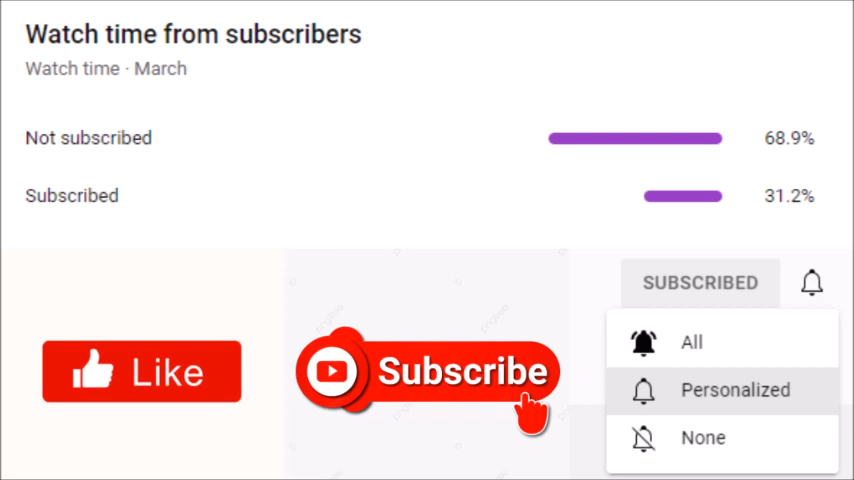 Watch time from subscribers
Watch time · March
Not subscribed 68.9%
Subscribed 31.2%
SUBSCRIBED
All
Like
Subscribe
Personalized
None